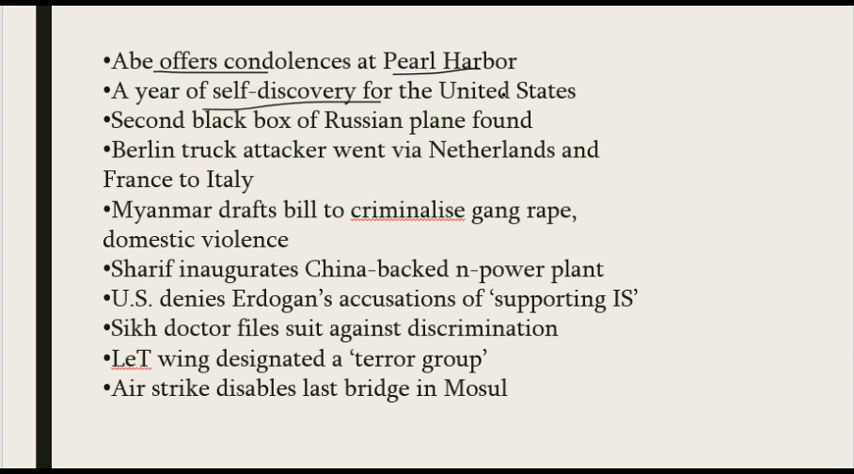 •Abe offers condolences at Pearl Harbor
•A year of self-discovery for the United States
•Second black box of Russian plane found
•Berlin truck attacker went via Netherlands and
France to Italy
•Myanmar drafts bill to criminalise gang rape,
domestic violence
•Sharif inaugurates China-backed n-power plant
•U.S. denies Erdogan’s accusations of ‘supporting IS’
•Sikh doctor files suit against discrimination
•LeT wing designated a ‘terror group’
•Air strike disables last bridge in Mosul